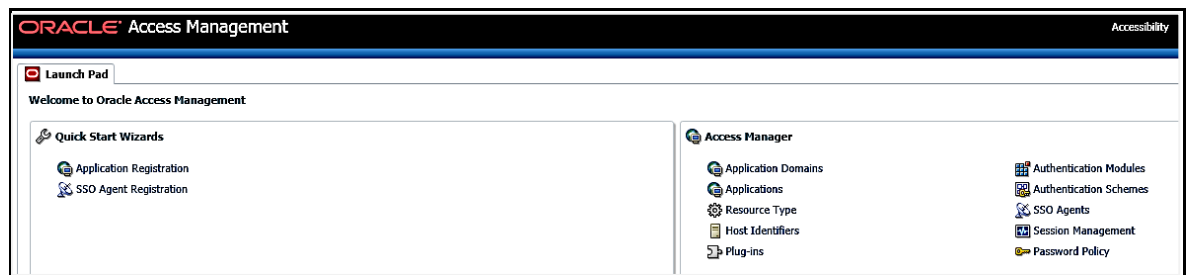 ORACLE Access Management
Accessibility
Launch Pad
Welcome to Oracle Access Management
Quick Start Wizards
Application Registration
SSO Agent Registration
Access Manager
Application Domains
Applications
Resource Type
Host Identifiers
Plug-ins
Authentication Modules
Authentication Schemes
SSO Agents
Session Management
Password Policy